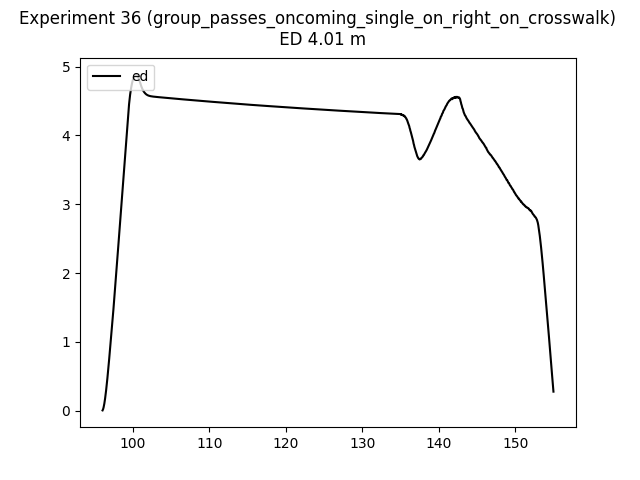 Experiment 36 (group_passes_oncoming_single_on_right_on_crosswalk)
ED 4.01 m
ed
5
4
3
2
1
0
100 110 120 130 140 150